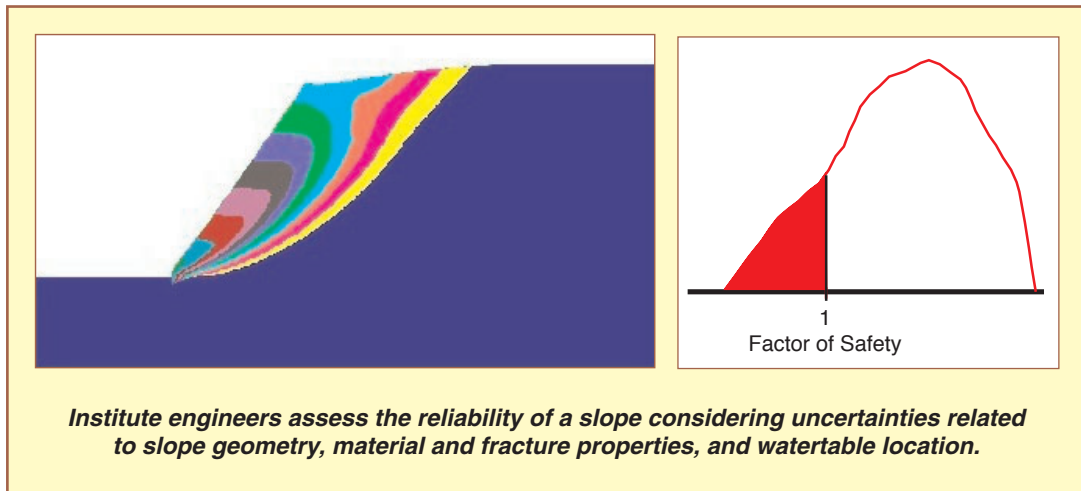 1
Factor of Safety
Institute engineers assess the reliability of a slope considering uncertainties related
to slope geometry, material and fracture properties, and watertable location.